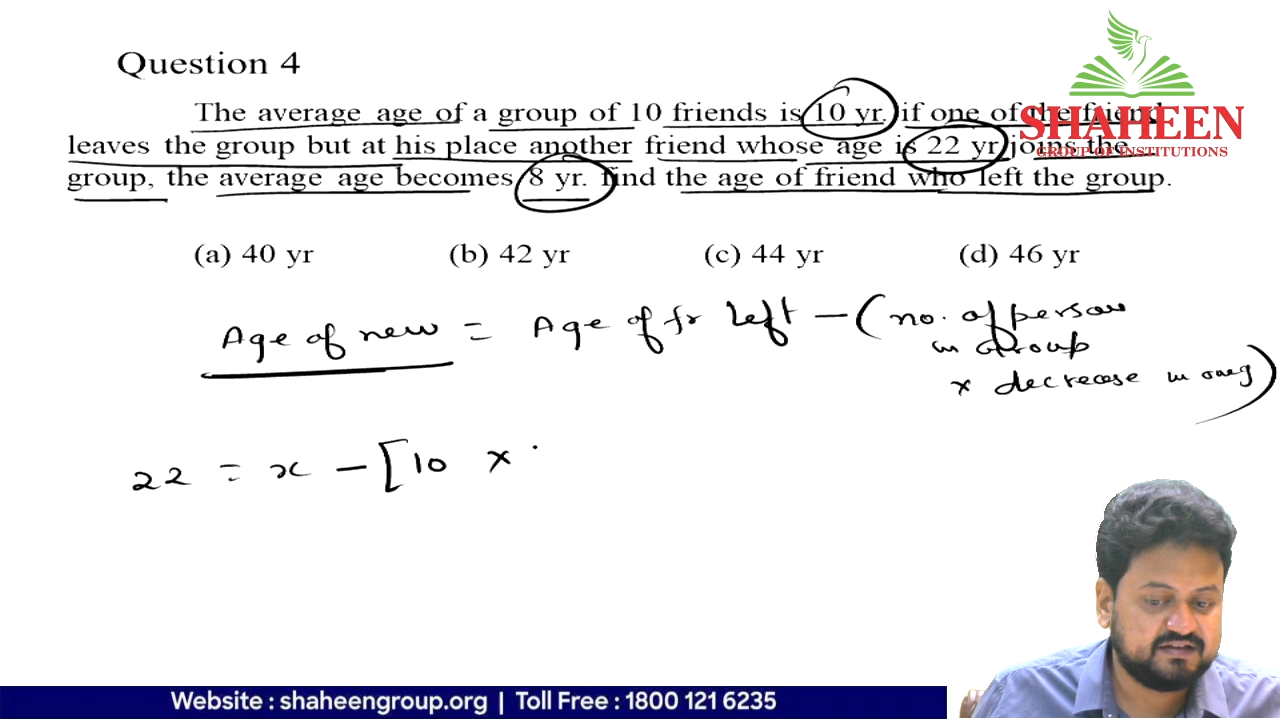 Question 4
SHAHEEN
GROUP OF INSTITUTIONS
The average age of a group of 10 friends is 10 yr. if one of the friend
leaves the group but at his place another friend whose age is 22 yr joins the
group, the average age becomes 8 yr. find the age of friend who left the group.
(a) 40 yr (b) 42 yr (c) 44 yr (d) 46 yr
Age of new = Age of fr left - (no. of person
in Group
x decrease in avg)
22 = x - [10 x
Website : shaheengroup.org | Toll Free : 1800 121 6235